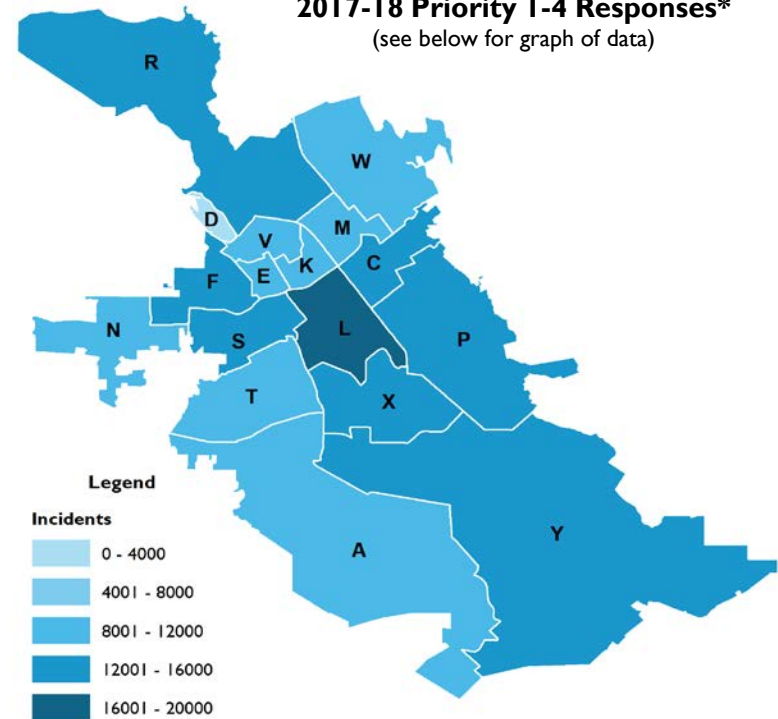 2017-18 Priority 1-4 Responses*
(see below for graph of data)
R
W
D
M
V
C
K
E
F
N
L
S
P
T
X
Legend
Incidents
Y
A
0 - 4000
4001 - 8000
8001 - 12000
12001 - 16000
16001 - 20000